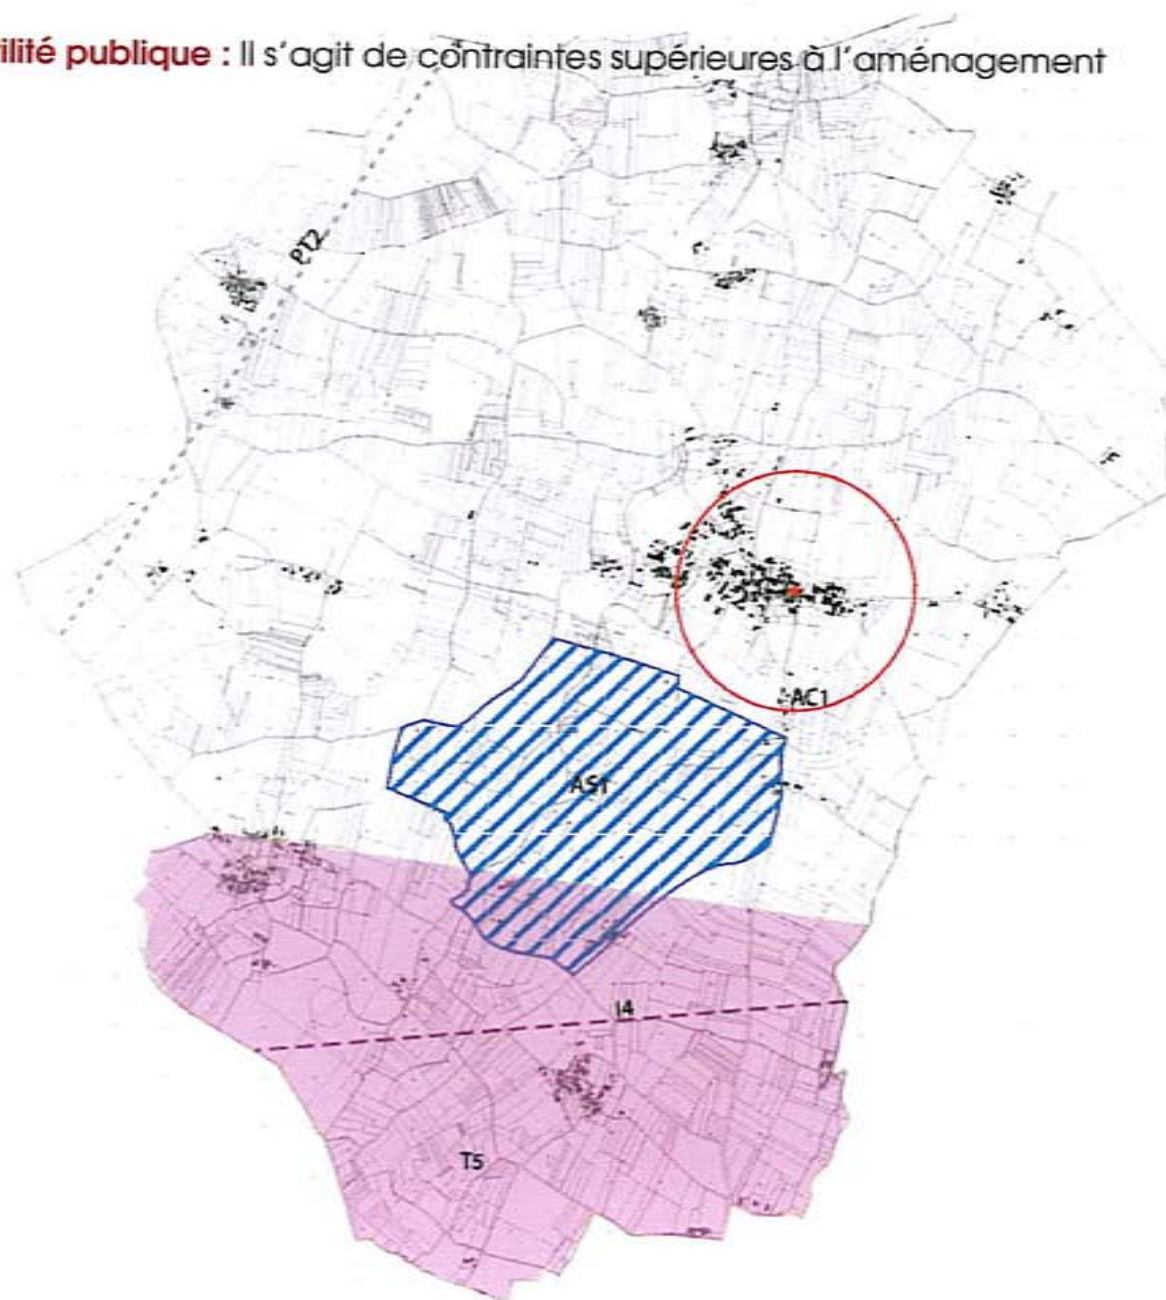 ilité publique : Il s'agit de contraintes supérieures à l'aménagement
PT2
AC1
AS1
I4
T5